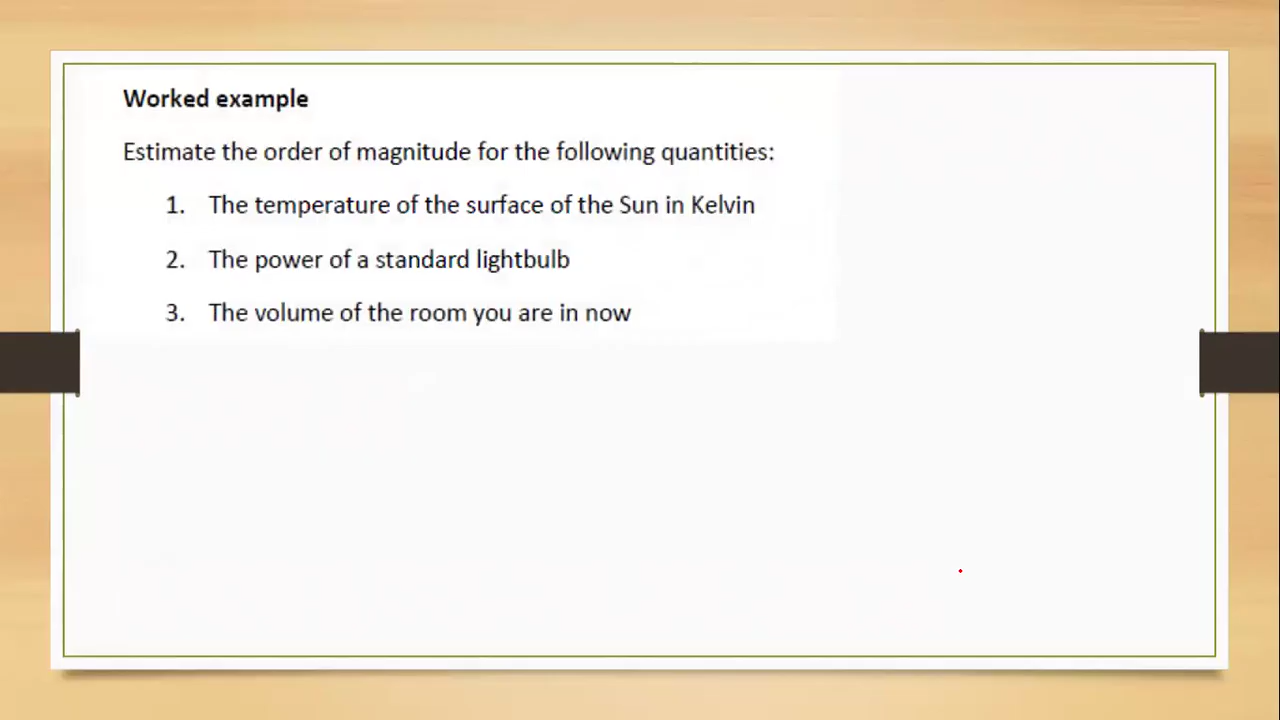 Worked example
Estimate the order of magnitude for the following quantities:
1. The temperature of the surface of the Sun in Kelvin
2. The power of a standard lightbulb
3. The volume of the room you are in now